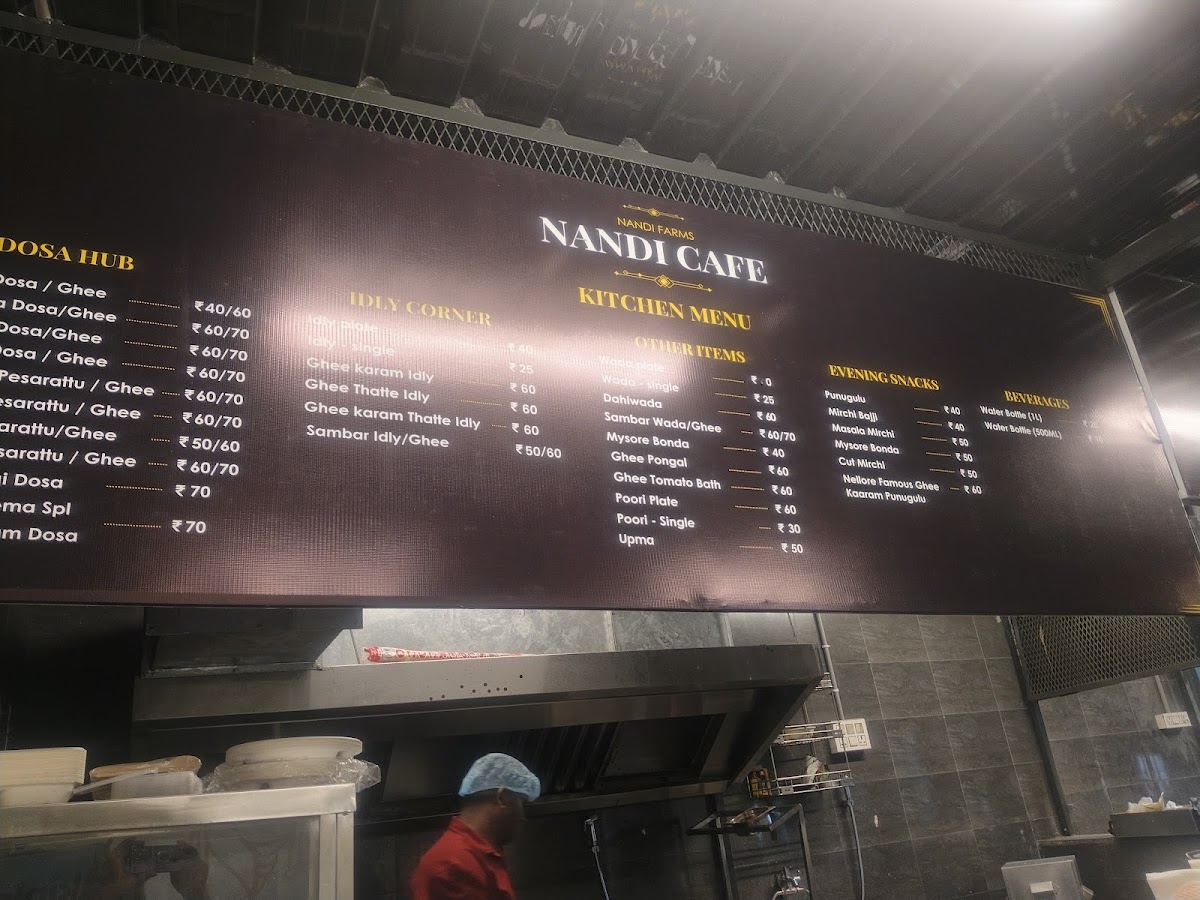 NANDI FARMS
NANDI CAFE
KITCHEN MENU
DOSA HUB
Dosa / Ghee ₹40/60
Dosa/Ghee ₹60/70
Dosa/Ghee ₹60/70
Dosa / Ghee ₹60/70
Pesarattu / Ghee ₹60/70
/ Ghee ₹60/70
/Ghee ₹50/60
/ Ghee ₹60/70
Dosa ₹70
Spl
Dosa ₹70
IDLY CORNER
Idly plate ₹40
Idly - single ₹25
Ghee karam Idly ₹60
Ghee Thatte Idly ₹60
Ghee karam Thatte Idly ₹60
Sambar Idly/Ghee ₹50/60
OTHER ITEMS
Wada plate
Wada - single ₹25
Dahiwada ₹60
Sambar Wada/Ghee ₹60/70
Mysore Bonda ₹40
Ghee Pongal ₹60
Ghee Tomato Bath ₹60
Poori Plate ₹60
Poori - Single ₹30
Upma ₹50
EVENING SNACKS
Punugulu ₹40
Mirchi Bajji ₹40
Masala Mirchi ₹50
Mysore Bonda ₹50
Cut Mirchi ₹50
Nellore Famous Ghee ₹60
Kaaram Punugulu
BEVERAGES
Water Bottle (1L)
Water Bottle (500ML)